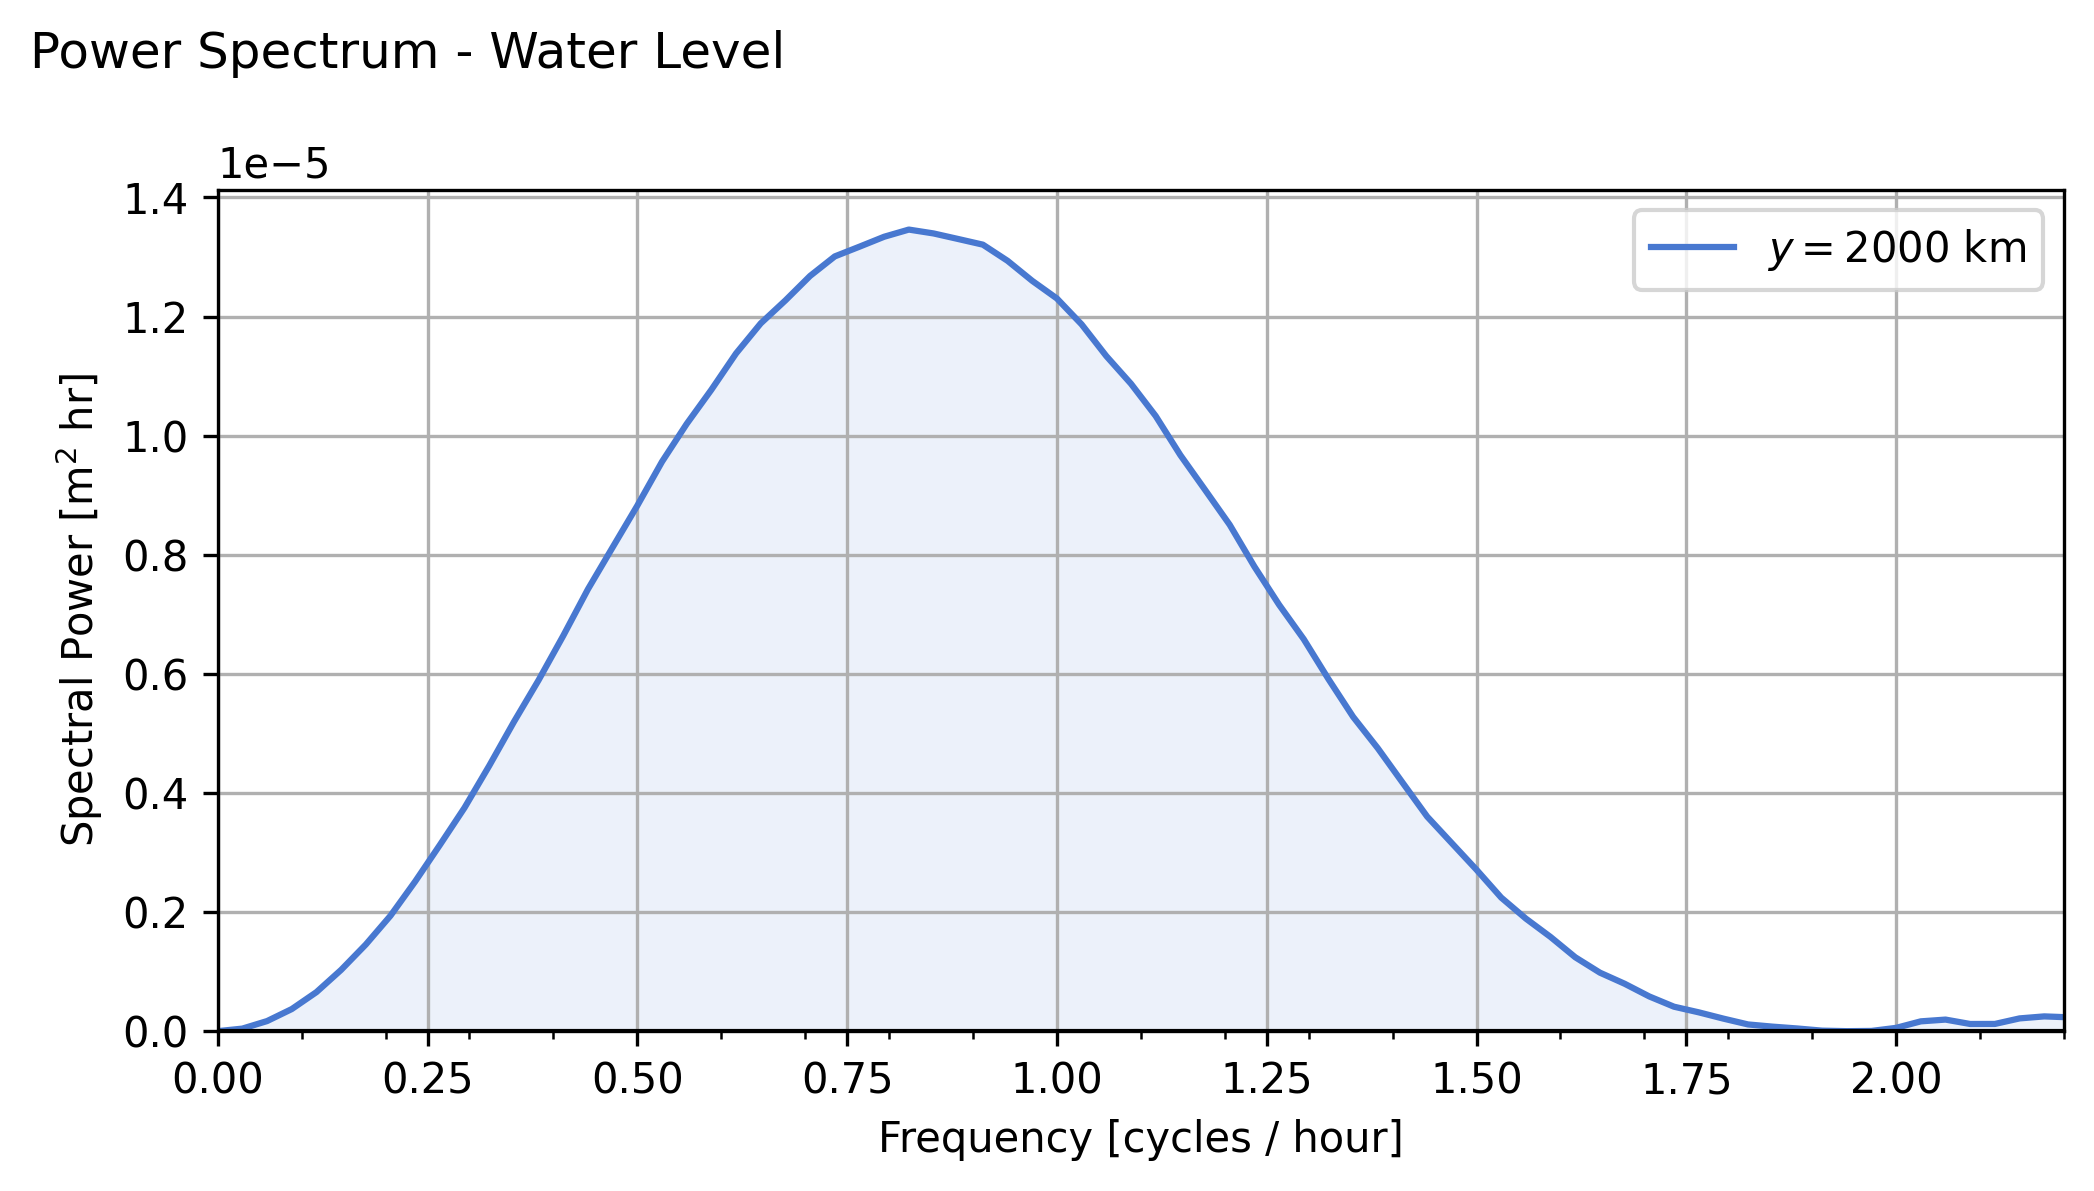 Power Spectrum - Water Level
1e−5
1.4
1.2
1.0
0.8
0.6
0.4
0.2
0.0
Spectral Power [m² hr]
y = 2000 km
0.00 0.25 0.50 0.75 1.00 1.25 1.50 1.75 2.00
Frequency [cycles / hour]